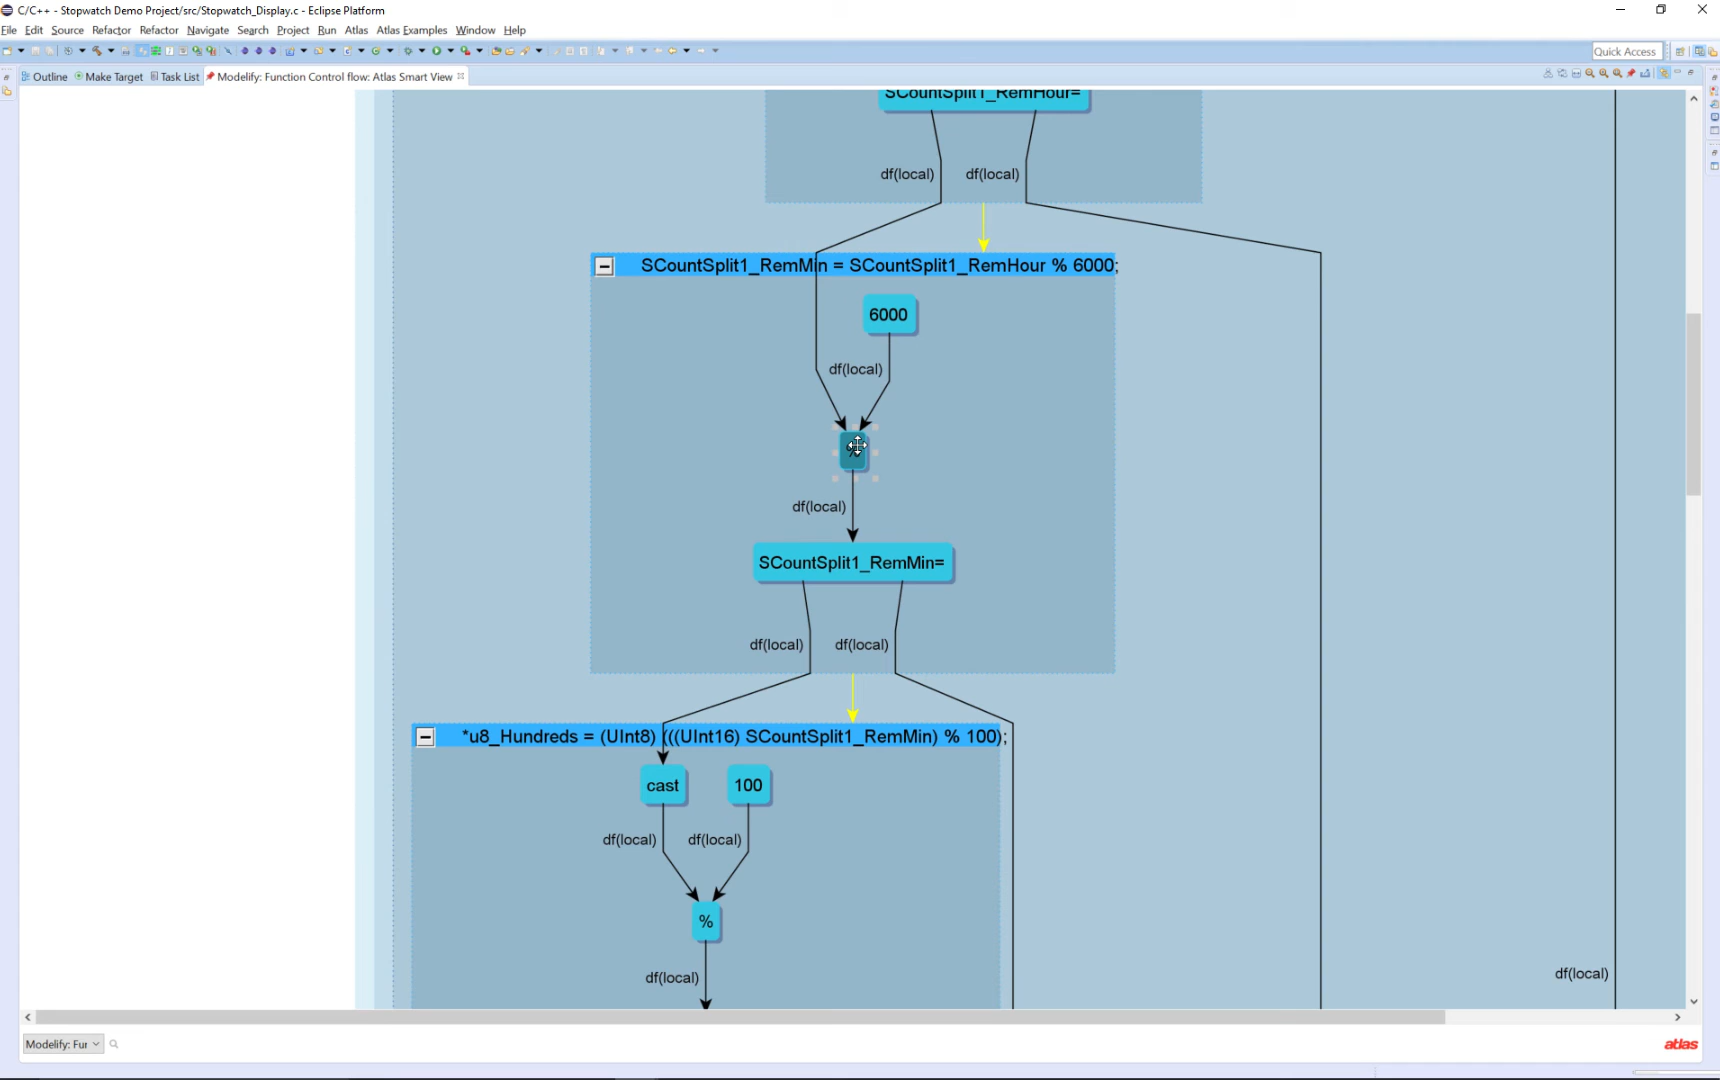 C/C++ - Stopwatch Demo Project/src/Stopwatch_Display.c - Eclipse Platform
File Edit Source Refactor Refactor Navigate Search Project Run Atlas Atlas Examples Window Help
Quick Access
Outline Make Target Task List Modelify: Function Control flow: Atlas Smart View
SCountSplit1_RemHour=
df(local) df(local)
SCountSplit1_RemMin = SCountSplit1_RemHour % 6000;
6000
df(local)
%
df(local)
SCountSplit1_RemMin=
df(local) df(local)
*u8_Hundreds = (UInt8) (((UInt16) SCountSplit1_RemMin) % 100);
cast 100
df(local) df(local)
%
df(local)
df(local)
Modelify: Fur
atlas